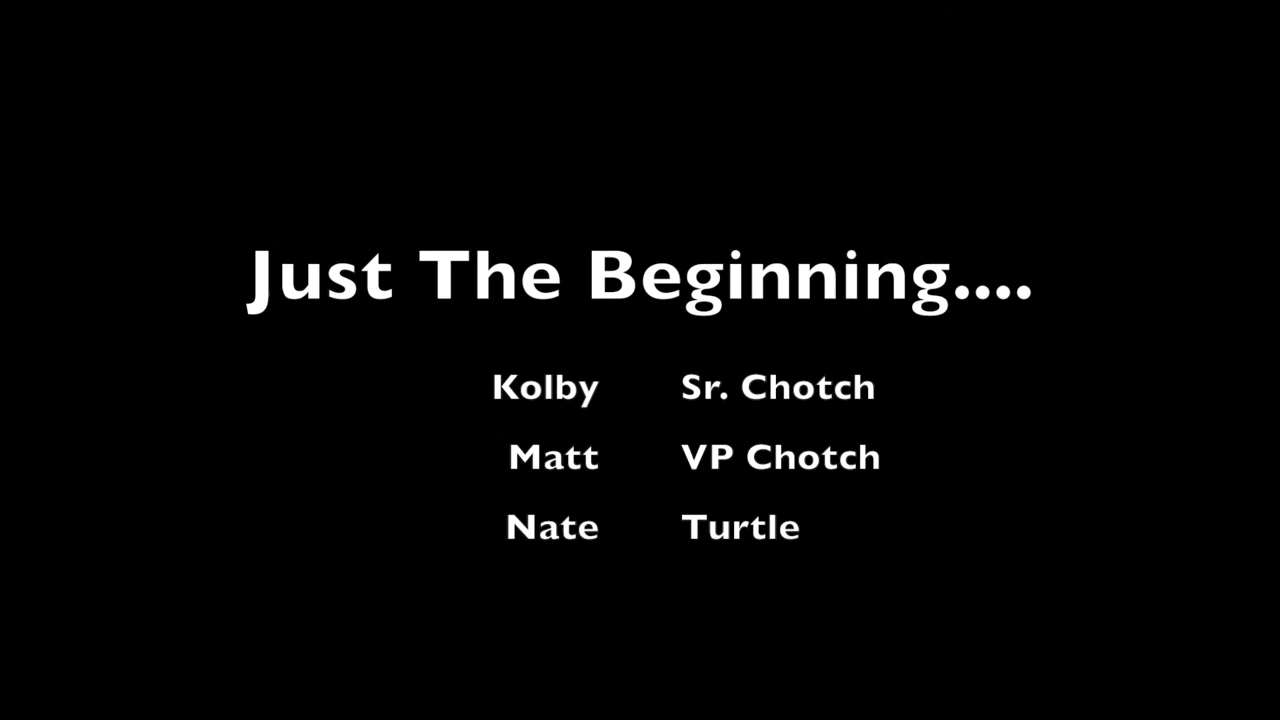 Just The Beginning....
Kolby Sr. Chotch
Matt VP Chotch
Nate Turtle